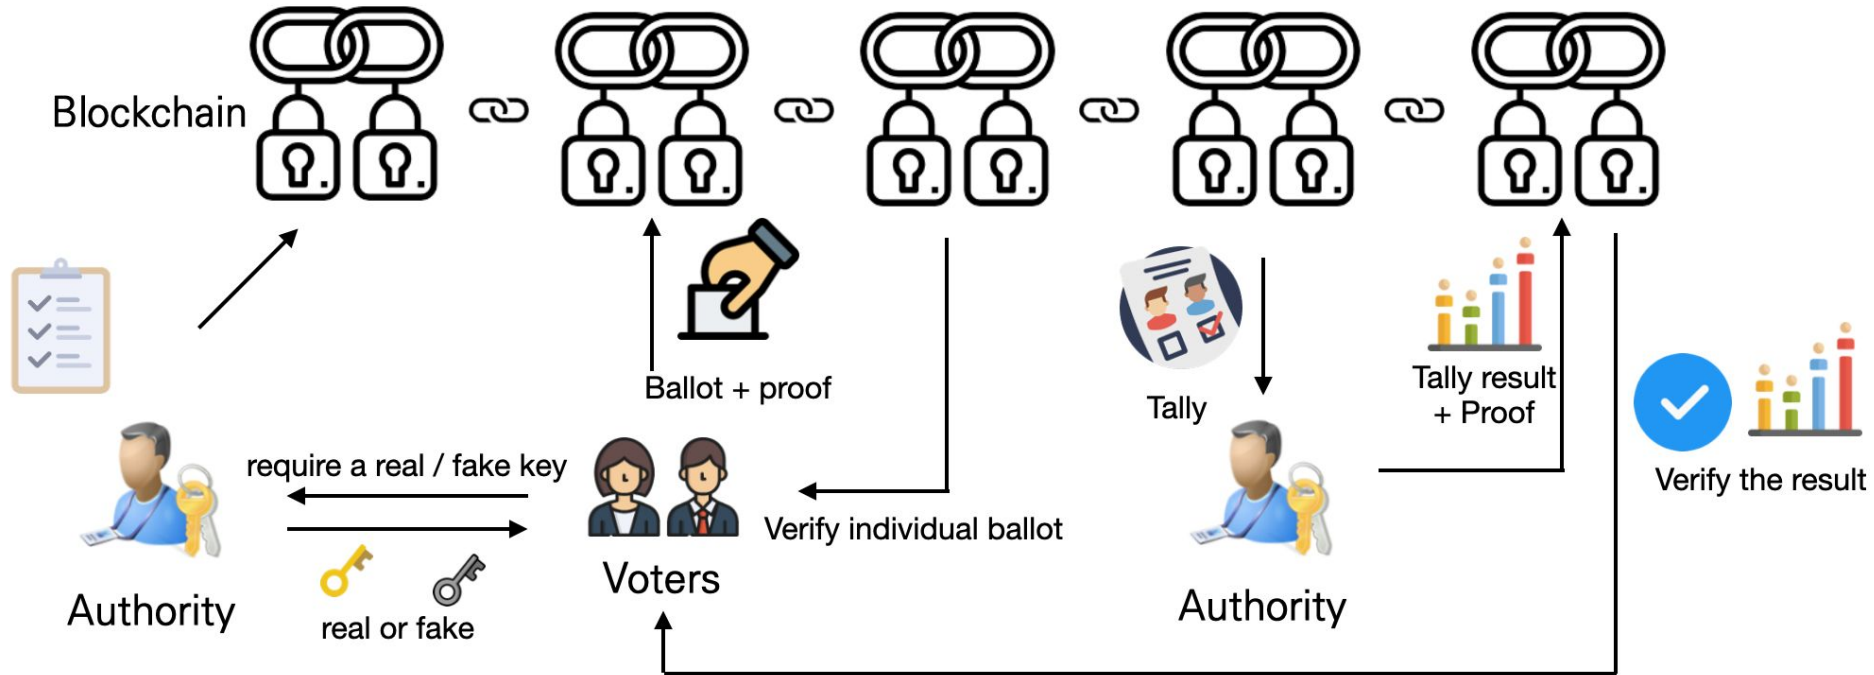 Blockchain
Ballot + proof
Tally
Tally result
+ Proof
require a real / fake key
Verify individual ballot
Verify the result
real or fake
Authority
Voters
Authority